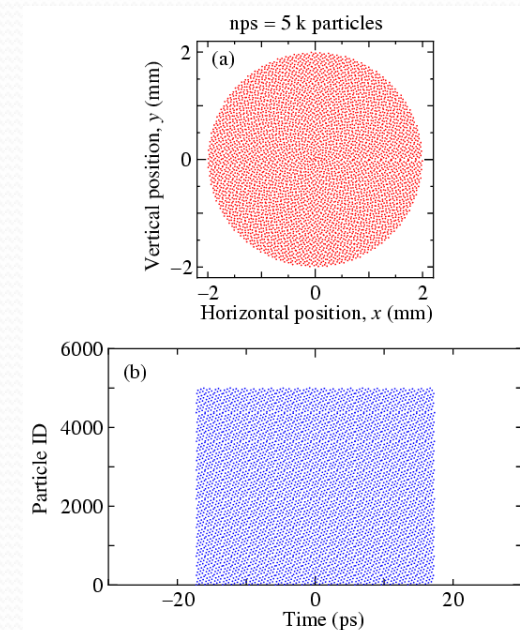 nps = 5 k particles
(a)
2
0
−2
Vertical position, y (mm)
−2 0 2
Horizontal position, x (mm)
6000
(b)
4000
2000
0
Particle ID
−20 0 20
Time (ps)